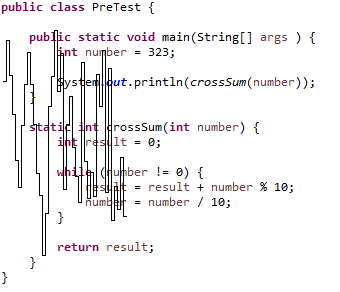 public class PreTest {
public static void main(String[] args ) {
int number = 323;
System.out.println(crossSum(number));
}
static int crossSum(int number) {
int result = 0;
while (number != 0) {
result = result + number % 10;
number = number / 10;
}
return result;
}
}